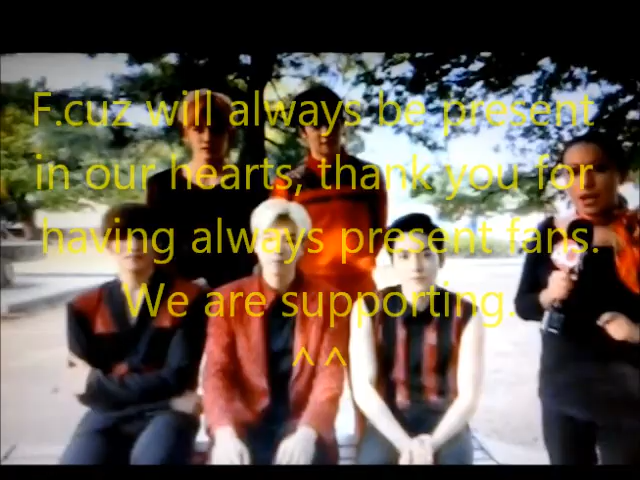 F.cuz will always be present
in our hearts, thank you for
having always present fans.
We are supporting.
^^